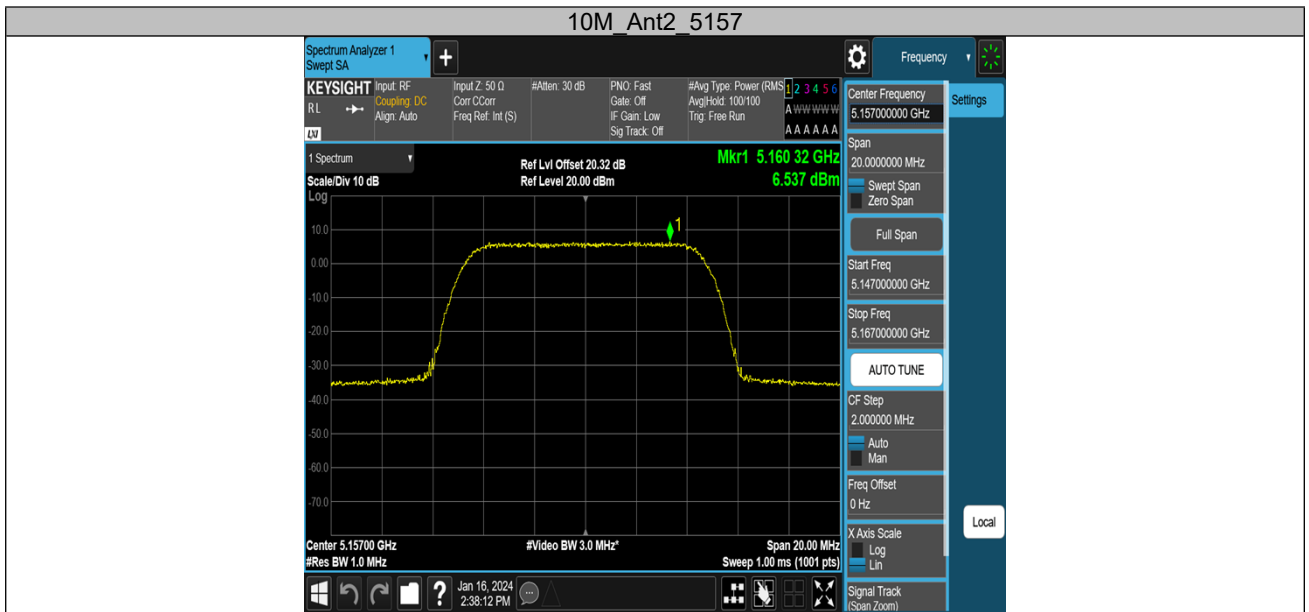 10M_Ant2_5157
Spectrum Analyzer 1
Swept SA
+
Frequency
KEYSIGHT
RL
LXI
Input: RF
Coupling: DC
Align: Auto
Input Z: 50 Ω
Corr CCorr
Freq Ref: Int (S)
#Atten: 30 dB
PNO: Fast
Gate: Off
IF Gain: Low
Sig Track: Off
#Avg Type: Power (RMS
Avg|Hold: 100/100
Trig: Free Run
1 2 3 4 5 6
A W W W W W
A A A A A A
1 Spectrum
Scale/Div 10 dB
Log
Ref Lvl Offset 20.32 dB
Ref Level 20.00 dBm
Mkr1 5.160 32 GHz
6.537 dBm
1
10.0
0.00
-10.0
-20.0
-30.0
-40.0
-50.0
-60.0
-70.0
Center 5.15700 GHz
#Res BW 1.0 MHz
#Video BW 3.0 MHz*
Span 20.00 MHz
Sweep 1.00 ms (1001 pts)
Center Frequency
5.157000000 GHz
Settings
Span
20.0000000 MHz
Swept Span
Zero Span
Full Span
Start Freq
5.147000000 GHz
Stop Freq
5.167000000 GHz
AUTO TUNE
CF Step
2.000000 MHz
Auto
Man
Freq Offset
0 Hz
X Axis Scale
Log
Lin
Local
Signal Track
(Span Zoom)
?
Jan 16, 2024
2:38:12 PM